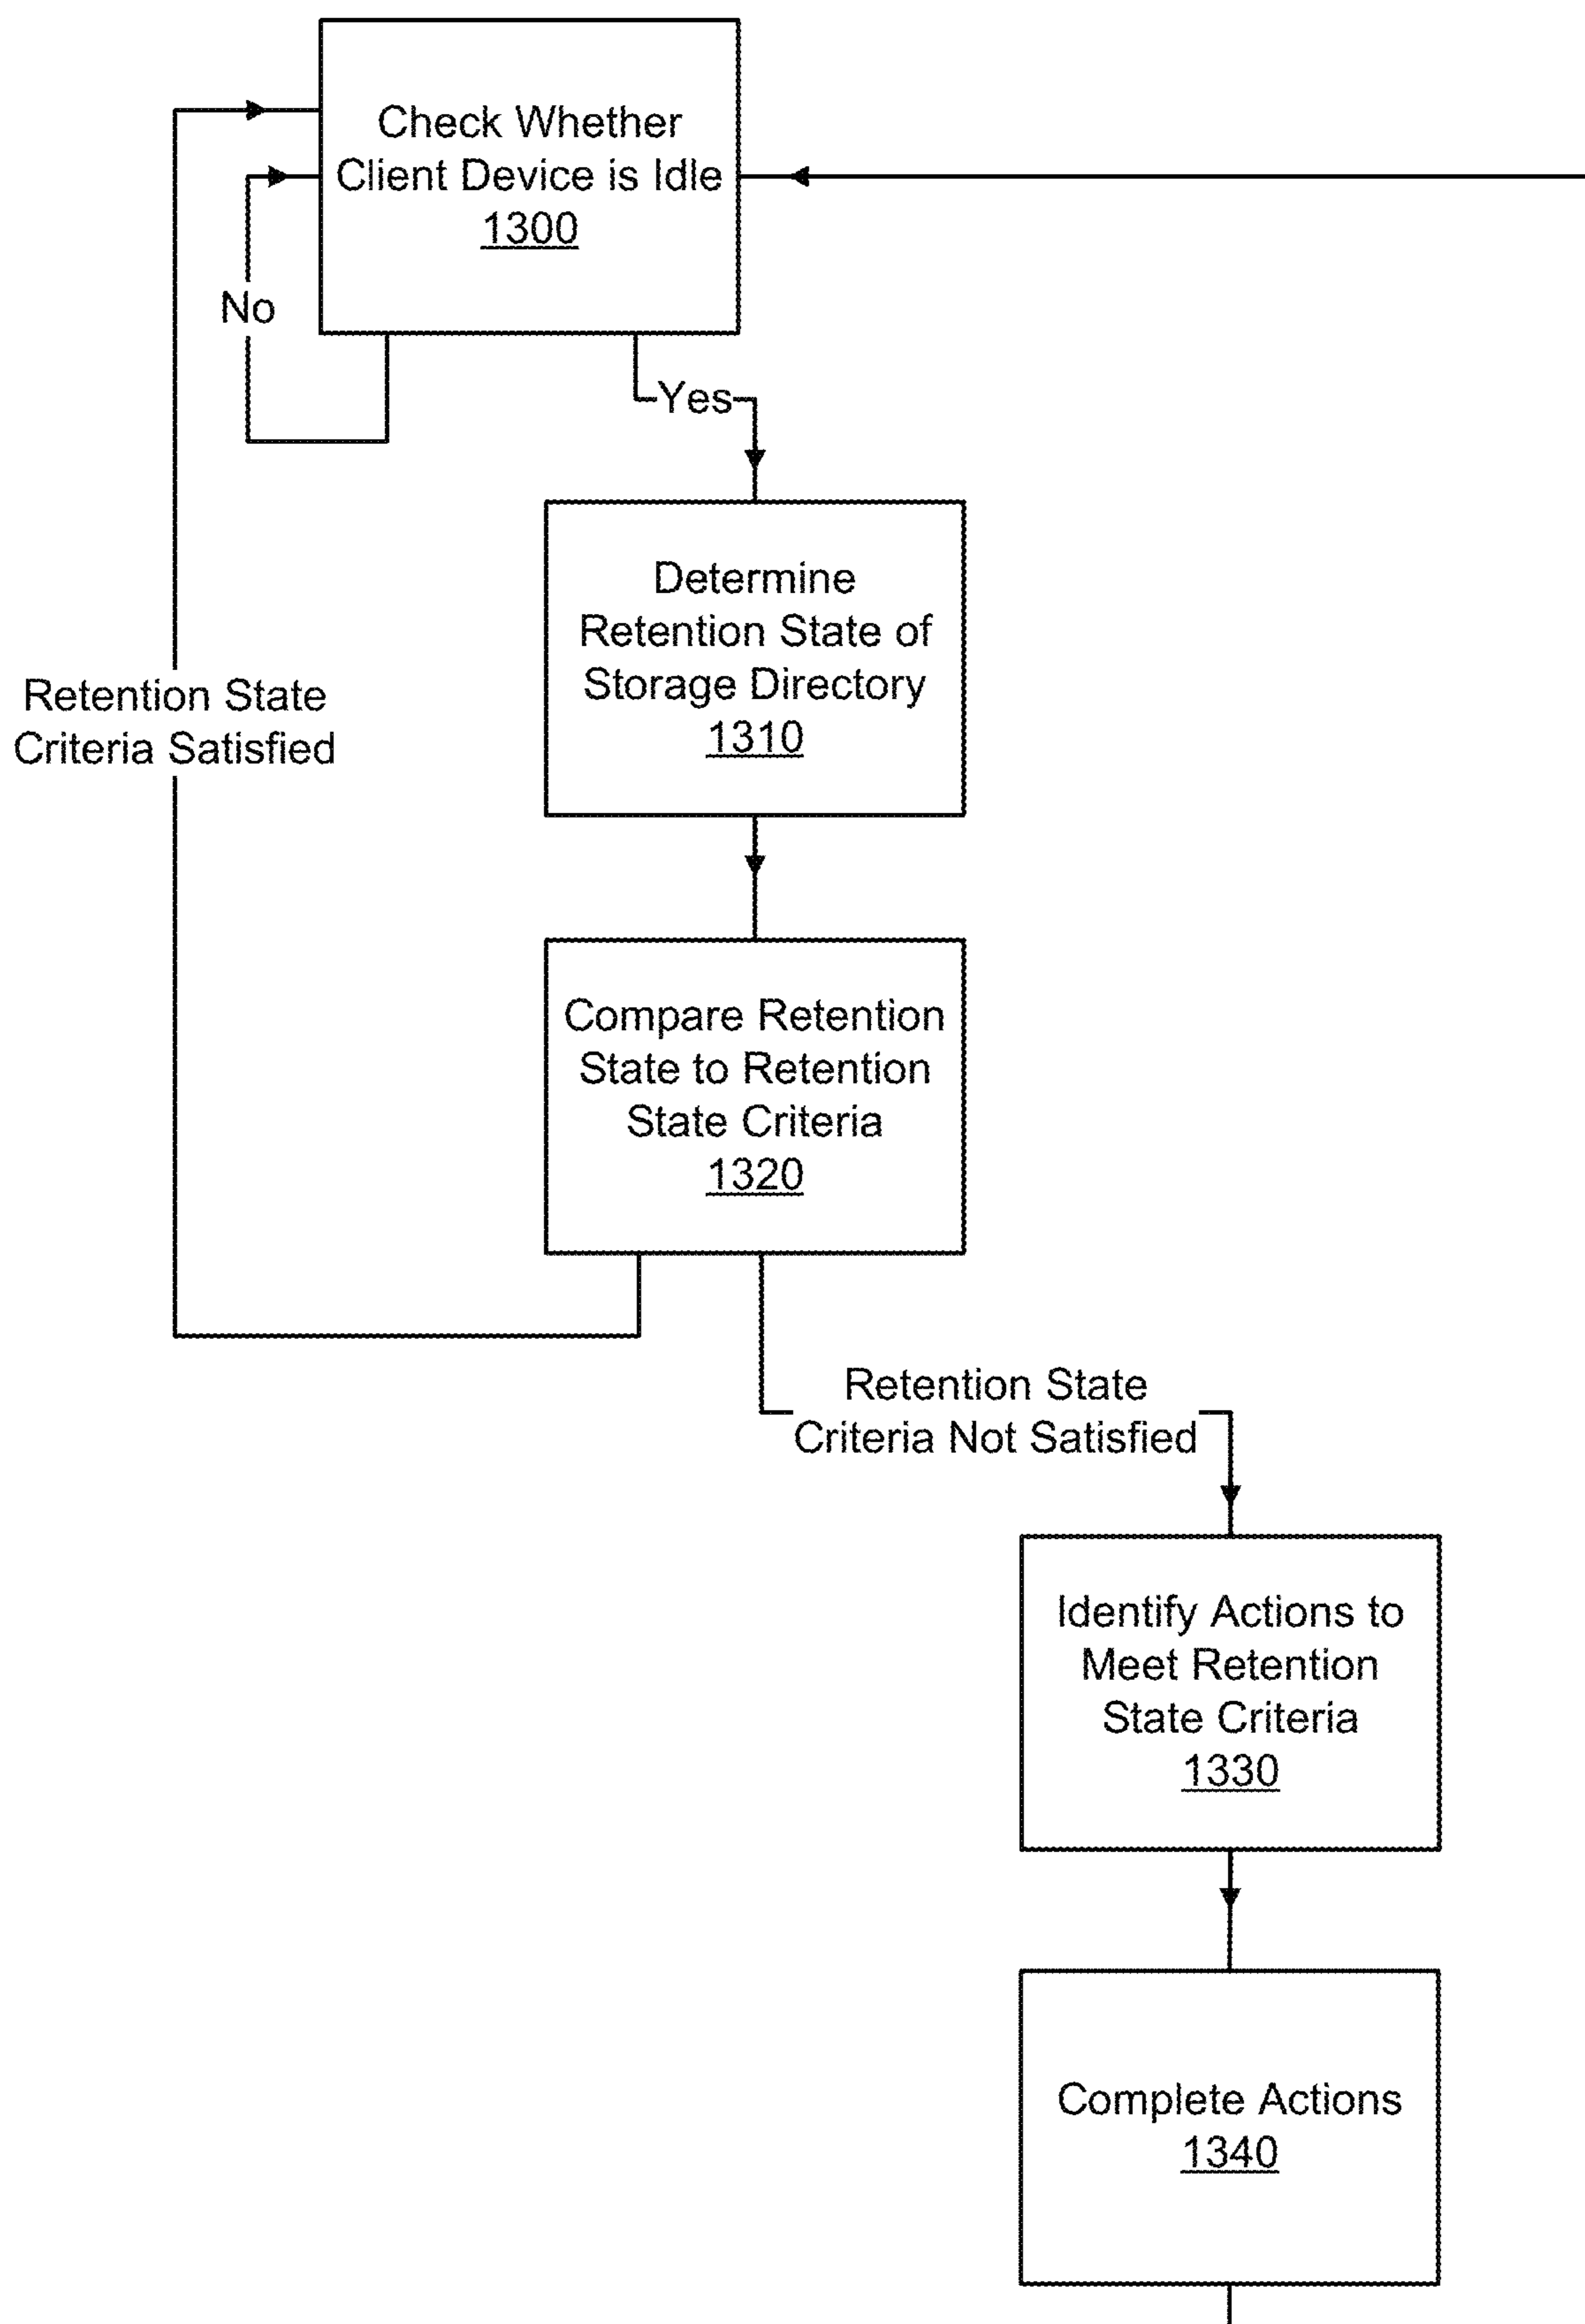 Check Whether
Client Device is Idle
1300
No
Yes
Determine
Retention State of
Storage Directory
1310
Retention State
Criteria Satisfied
Compare Retention
State to Retention
State Criteria
1320
Retention State
Criteria Not Satisfied
Identify Actions to
Meet Retention
State Criteria
1330
Complete Actions
1340